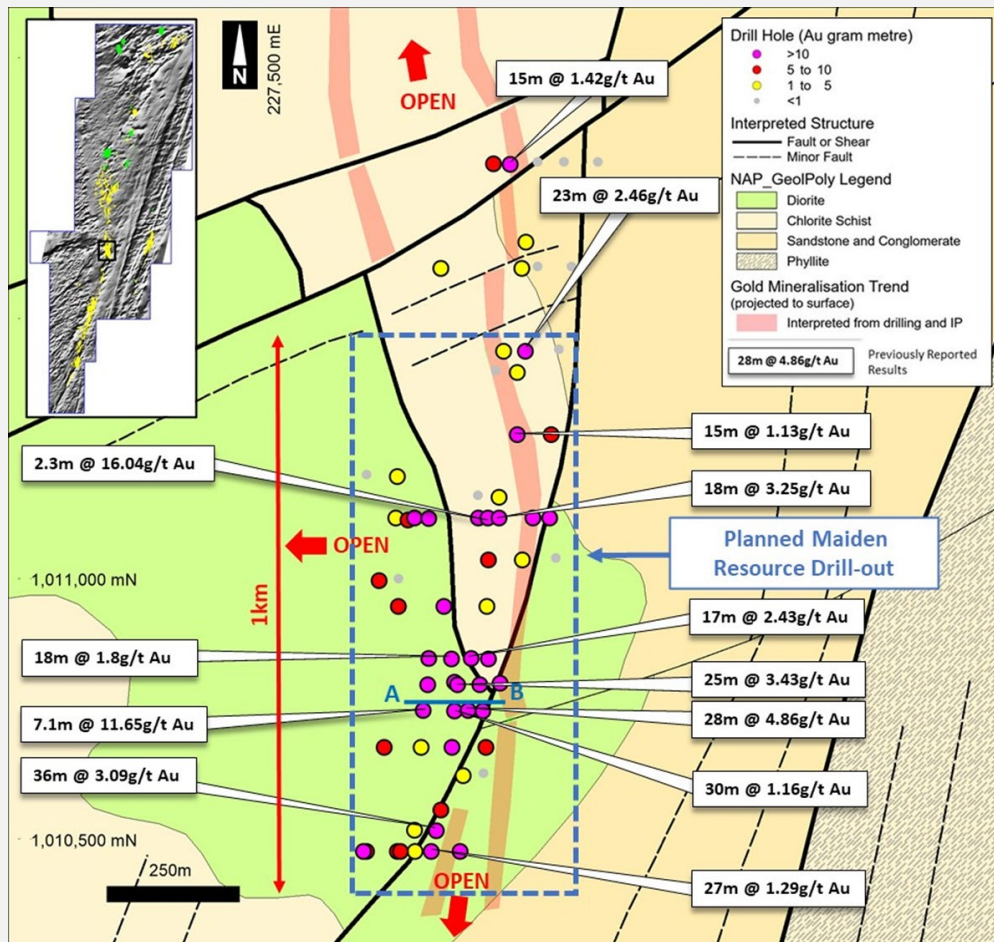 N
227,500 mE
OPEN
15m @ 1.42g/t Au
23m @ 2.46g/t Au
Drill Hole (Au gram metre)
>10
5 to 10
1 to 5
<1
Interpreted Structure
Fault or Shear
Minor Fault
NAP_GeolPoly Legend
Diorite
Chlorite Schist
Sandstone and Conglomerate
Phyllite
Gold Mineralisation Trend
(projected to surface)
Interpreted from drilling and IP
28m @ 4.86g/t Au
Previously Reported
Results
15m @ 1.13g/t Au
2.3m @ 16.04g/t Au
18m @ 3.25g/t Au
OPEN
Planned Maiden
Resource Drill-out
1,011,000 mN
1km
17m @ 2.43g/t Au
18m @ 1.8g/t Au
25m @ 3.43g/t Au
A
B
7.1m @ 11.65g/t Au
28m @ 4.86g/t Au
36m @ 3.09g/t Au
30m @ 1.16g/t Au
1,010,500 mN
250m
OPEN
27m @ 1.29g/t Au